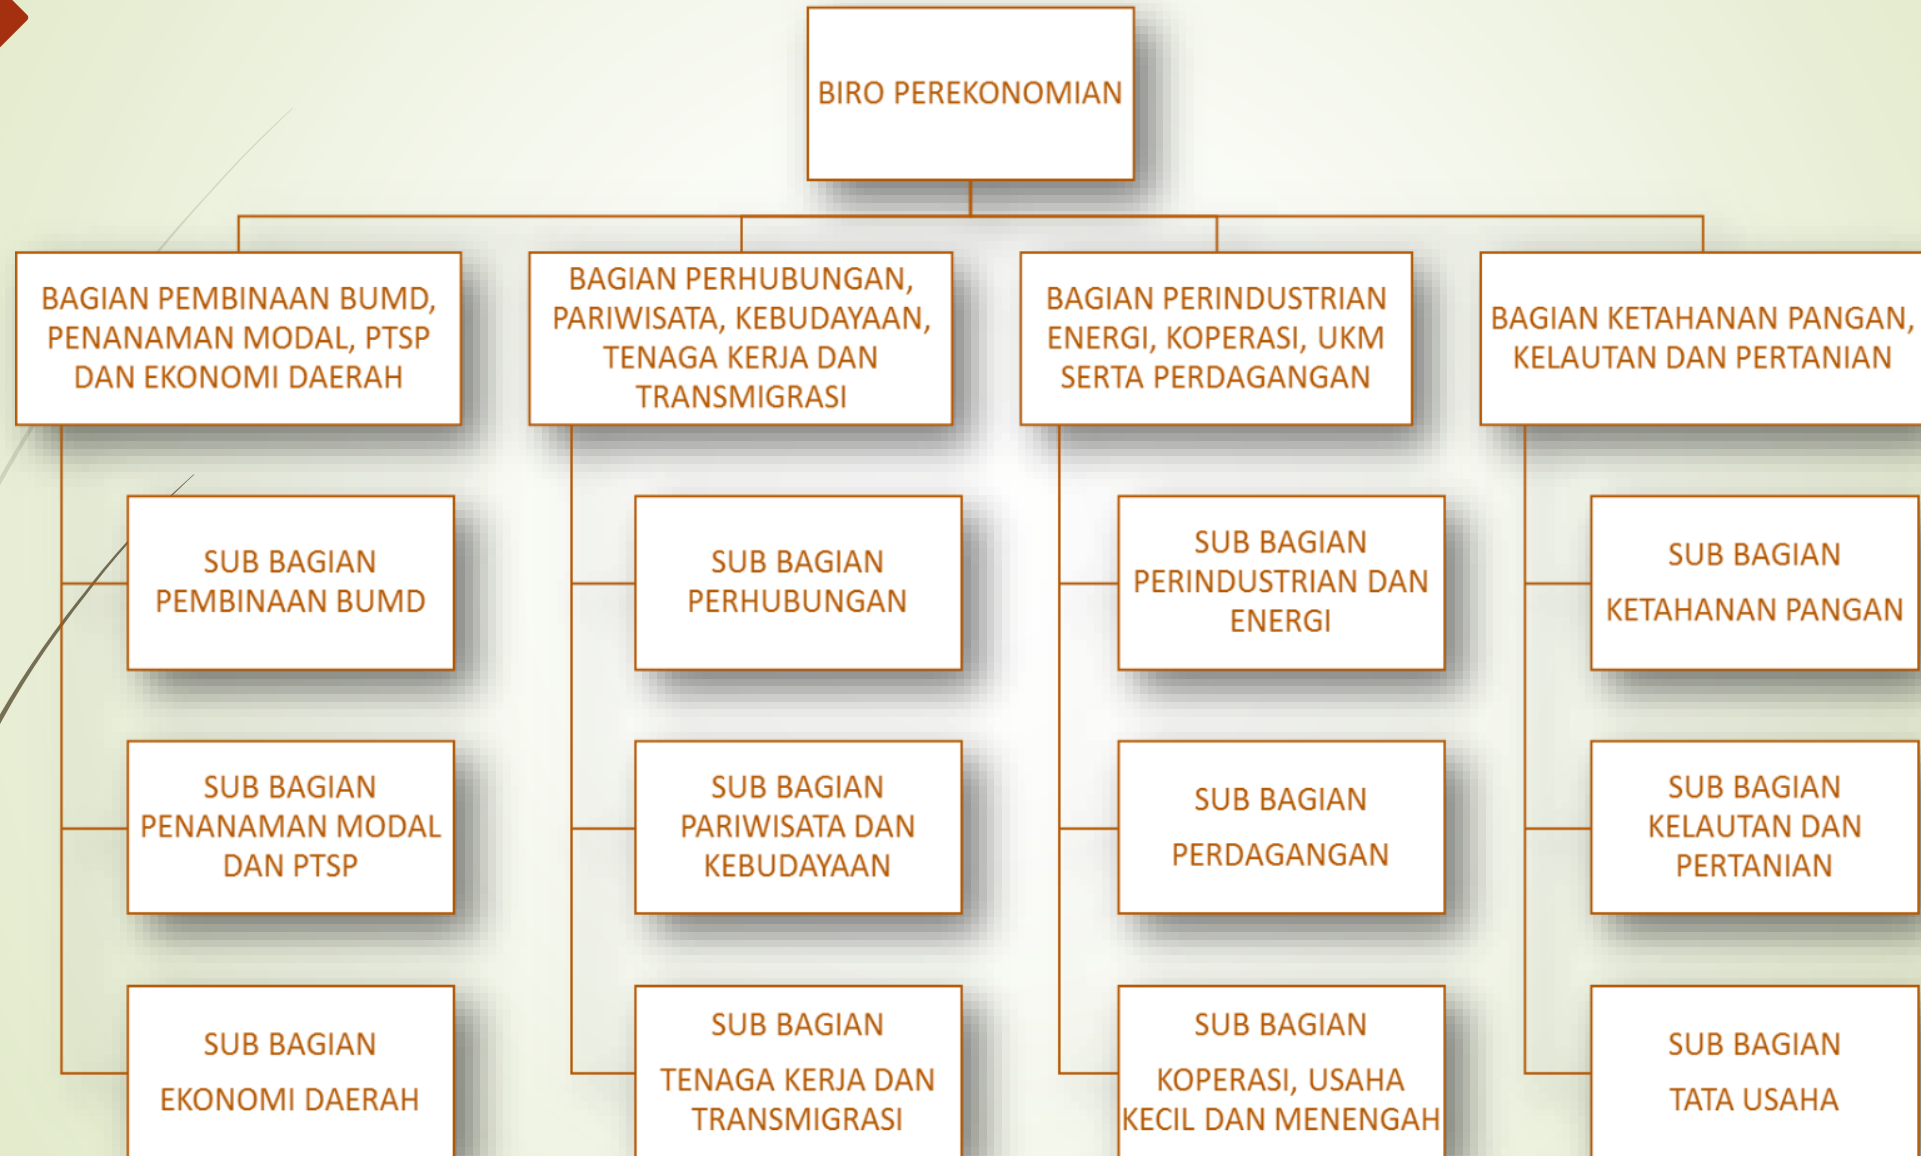 BIRO PEREKONOMIAN
BAGIAN PEMBINAAN BUMD,
PENANAMAN MODAL, PTSP
DAN EKONOMI DAERAH
BAGIAN PERHUBUNGAN,
PARIWISATA, KEBUDAYAAN,
TENAGA KERJA DAN
TRANSMIGRASI
BAGIAN PERINDUSTRIAN
ENERGI, KOPERASI, UKM
SERTA PERDAGANGAN
BAGIAN KETAHANAN PANGAN,
KELAUTAN DAN PERTANIAN
SUB BAGIAN
PEMBINAAN BUMD
SUB BAGIAN
PERHUBUNGAN
SUB BAGIAN
PERINDUSTRIAN DAN
ENERGI
SUB BAGIAN
KETAHANAN PANGAN
SUB BAGIAN
PENANAMAN MODAL
DAN PTSP
SUB BAGIAN
PARIWISATA DAN
KEBUDAYAAN
SUB BAGIAN
PERDAGANGAN
SUB BAGIAN
KELAUTAN DAN
PERTANIAN
SUB BAGIAN
EKONOMI DAERAH
SUB BAGIAN
TENAGA KERJA DAN
TRANSMIGRASI
SUB BAGIAN
KOPERASI, USAHA
KECIL DAN MENENGAH
SUB BAGIAN
TATA USAHA